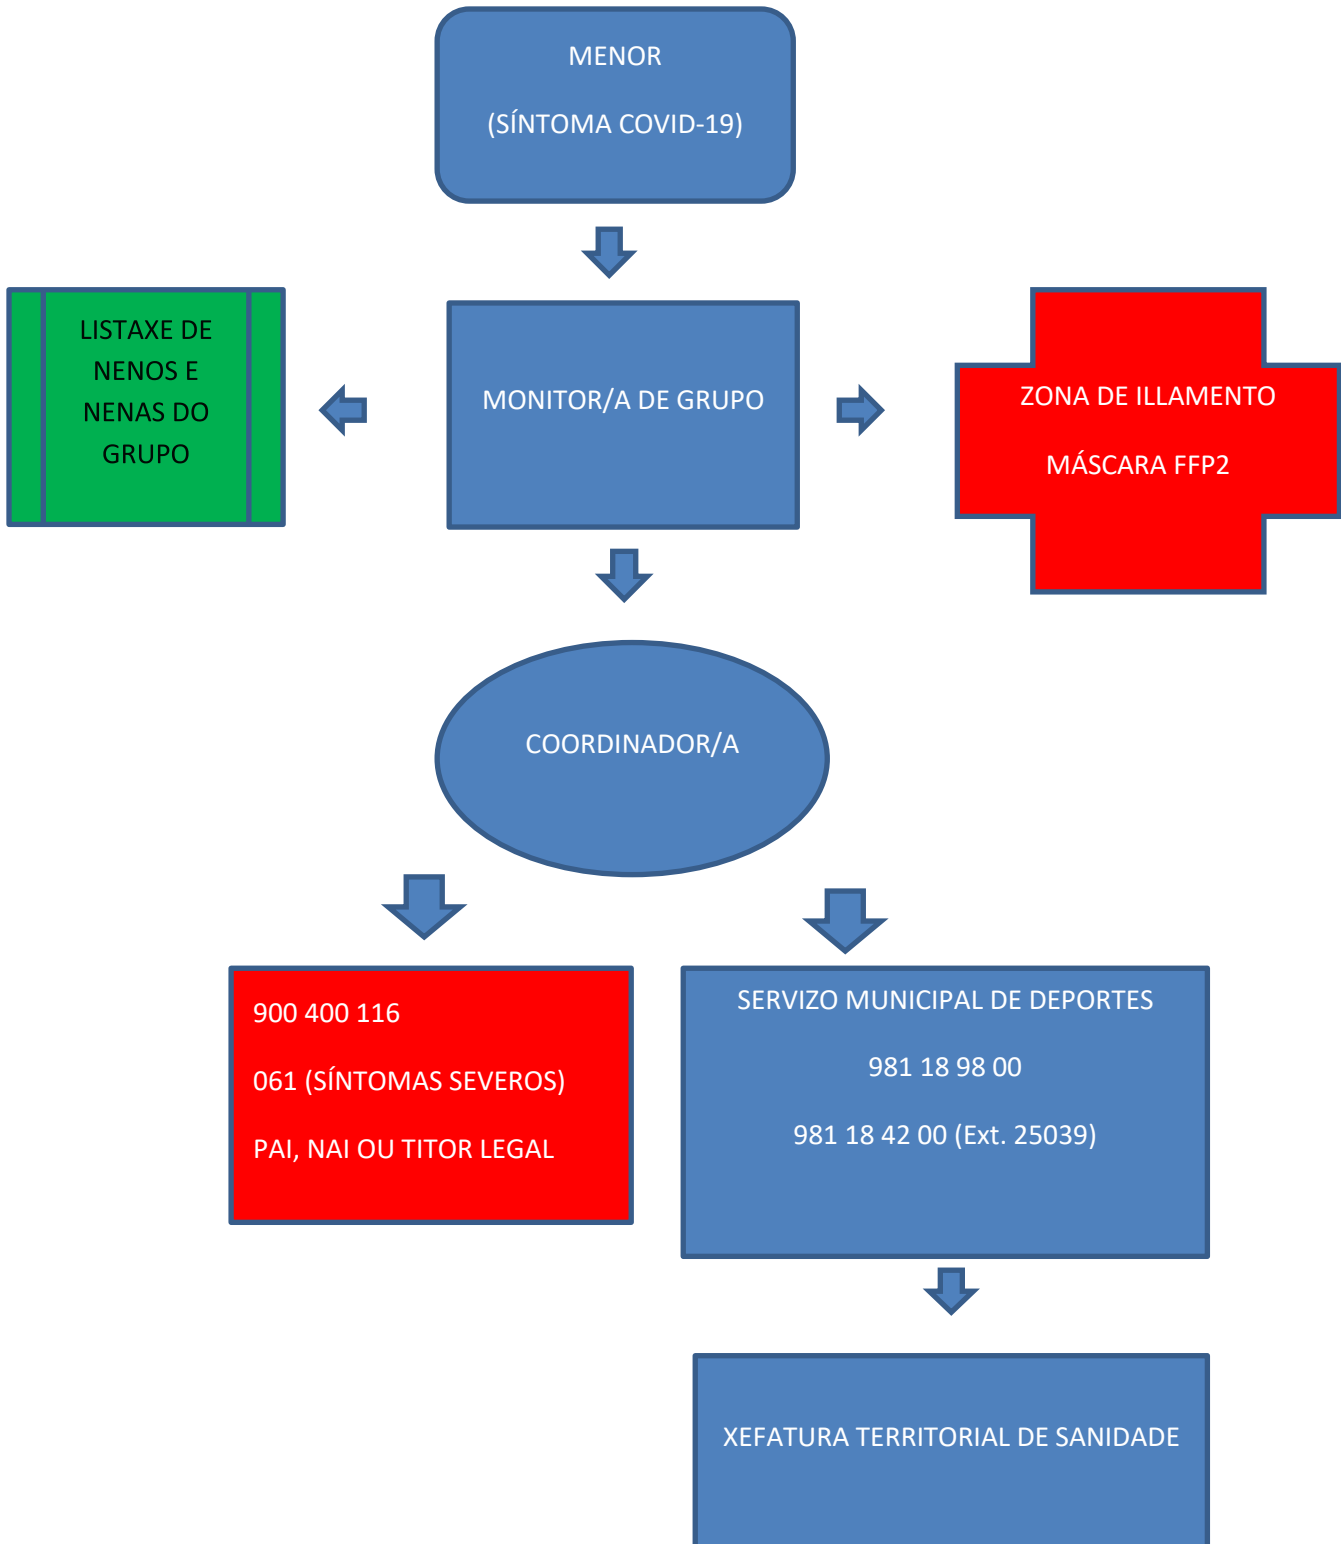 MENOR
(SÍNTOMA COVID-19)
LISTAXE DE
NENOS E
NENAS DO
GRUPO
MONITOR/A DE GRUPO
ZONA DE ILLAMENTO
MÁSCARA FFP2
COORDINADOR/A
900 400 116
061 (SÍNTOMAS SEVEROS)
PAI, NAI OU TITOR LEGAL
SERVIZO MUNICIPAL DE DEPORTES
981 18 98 00
981 18 42 00 (Ext. 25039)
XEFATURA TERRITORIAL DE SANIDADE